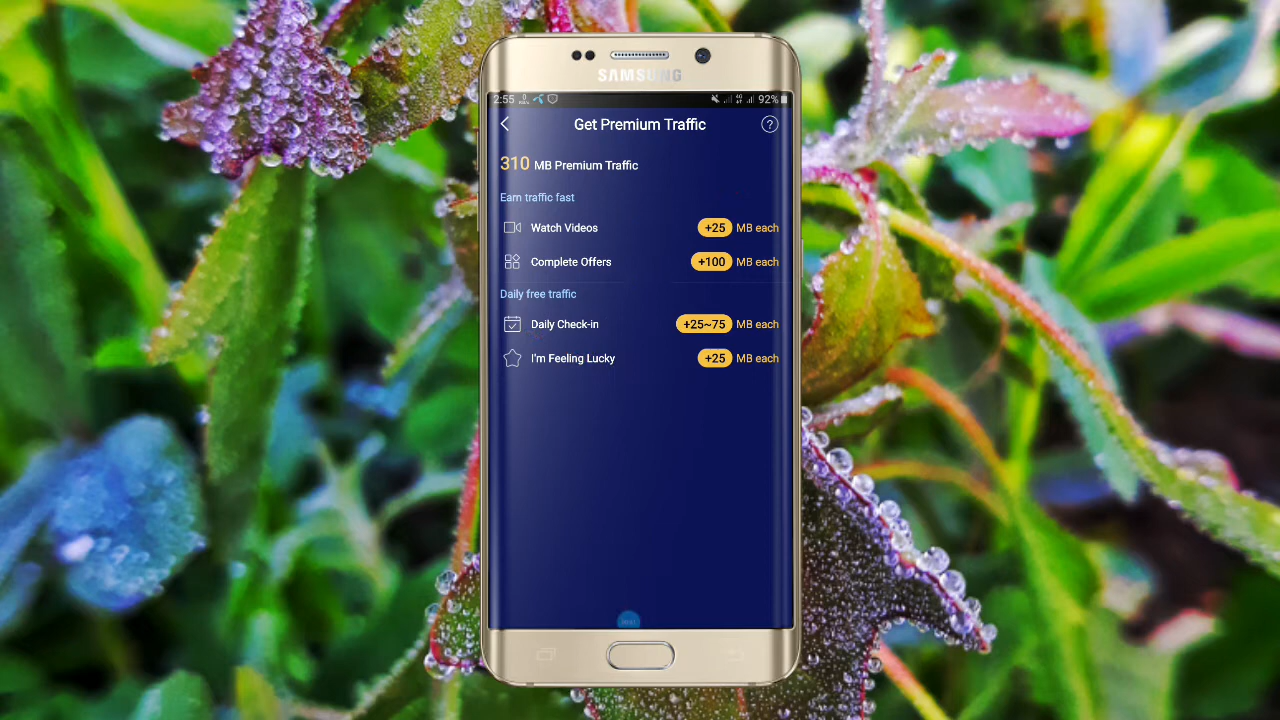 SAMSUNG
2:55 92%
Get Premium Traffic
310 MB Premium Traffic
Earn traffic fast
Watch Videos +25 MB each
Complete Offers +100 MB each
Daily free traffic
Daily Check-in +25~75 MB each
I'm Feeling Lucky +25 MB each